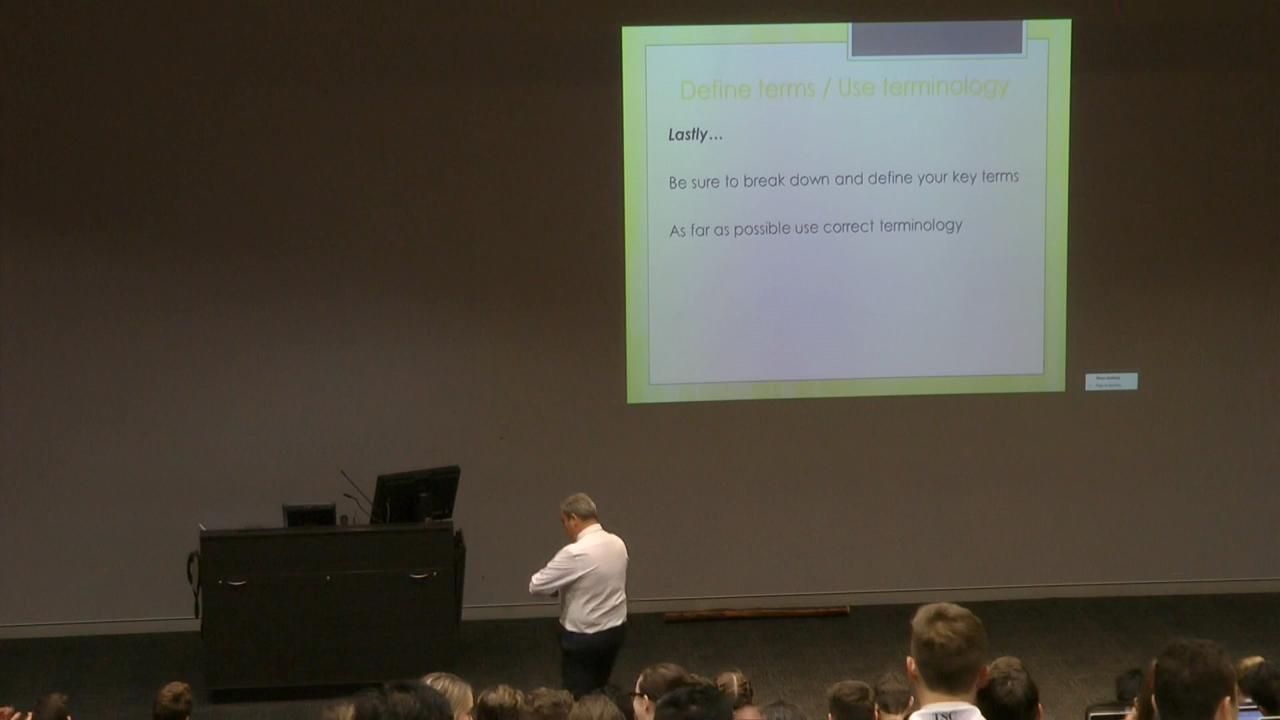 Define terms / Use terminology
Lastly...
Be sure to break down and define your key terms
As far as possible use correct terminology
TSC